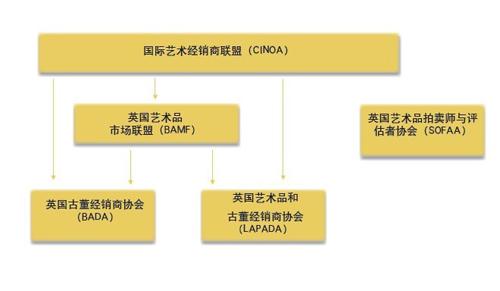 国际艺术经销商联盟（CINOA）
英国艺术品
市场联盟（BAMF）
英国艺术品拍卖师与评
估者协会（SOFAA）
英国古董经销商协会
（BADA）
英国艺术品和
古董经销商协会
（LAPADA）